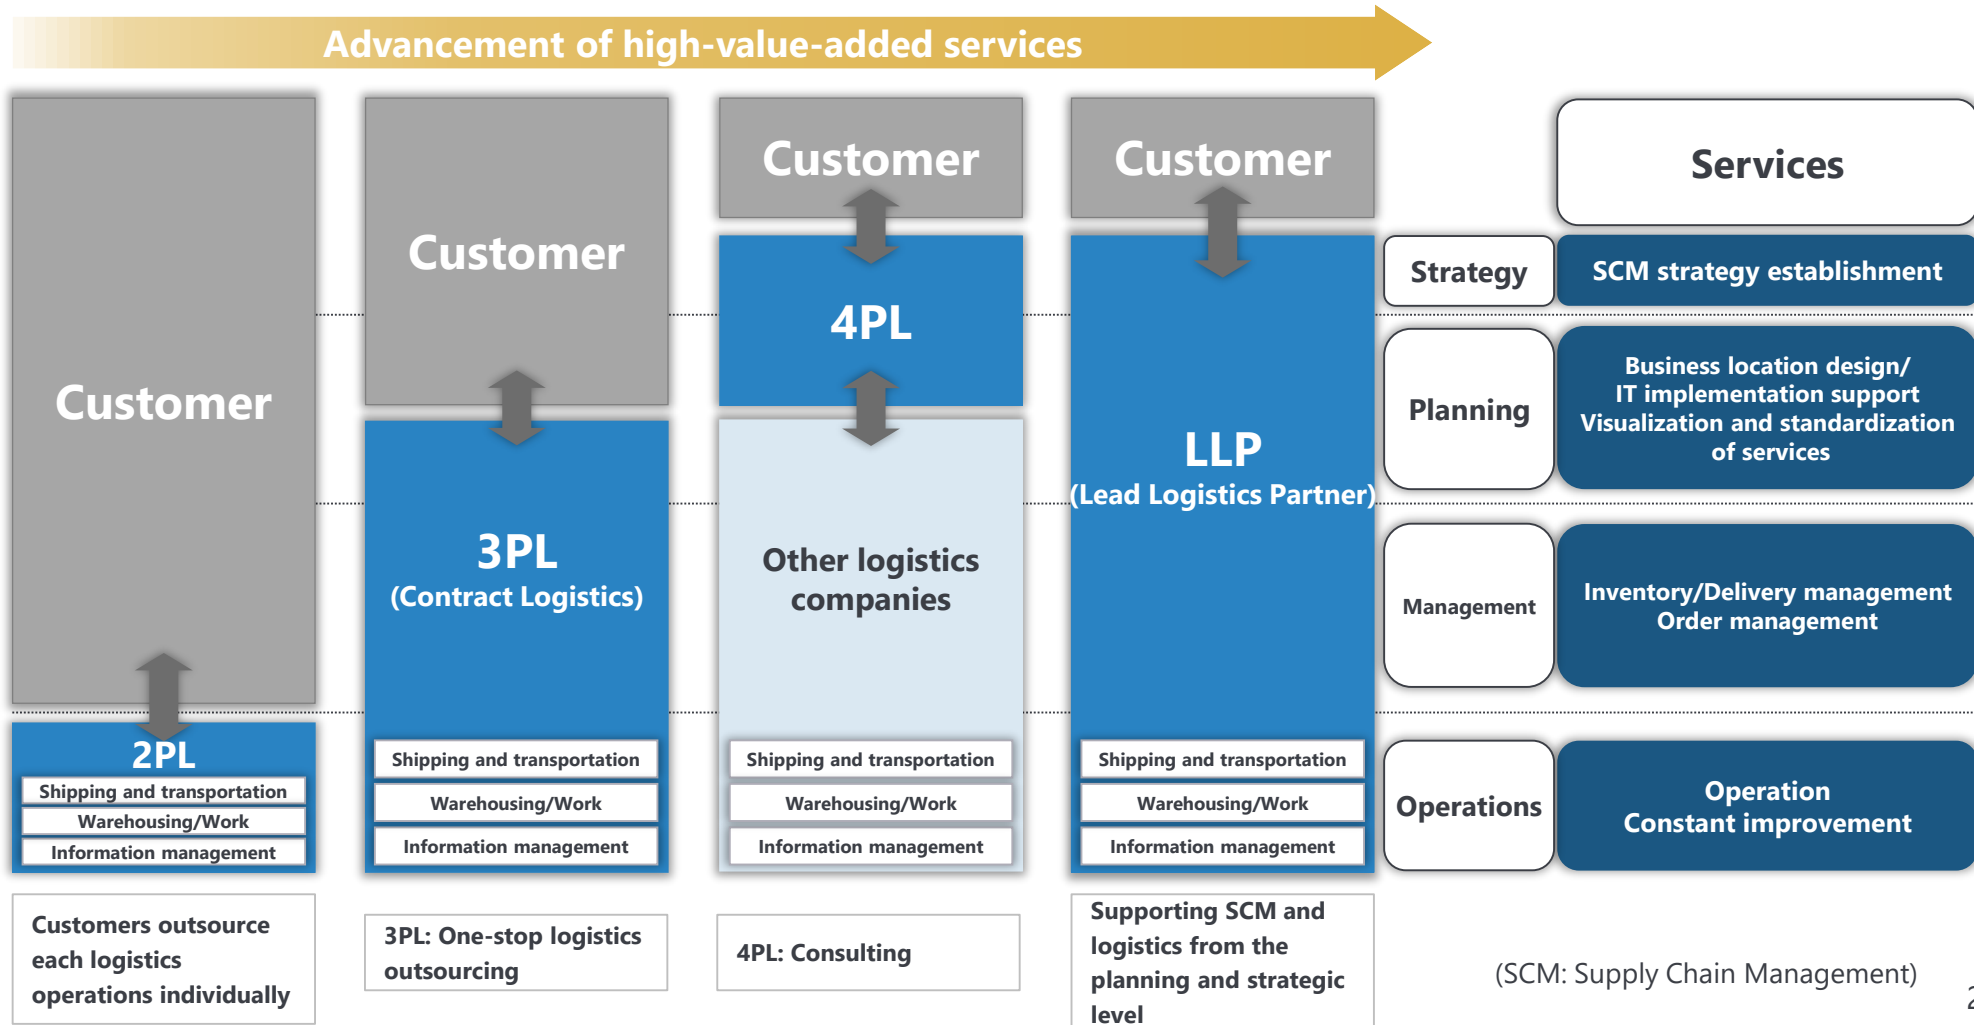 Advancement of high-value-added services
Customer
2PL
Shipping and transportation
Warehousing/Work
Information management
Customers outsource
each logistics
operations individually
Customer
3PL
(Contract Logistics)
Shipping and transportation
Warehousing/Work
Information management
3PL: One-stop logistics
outsourcing
Customer
4PL
Other logistics
companies
Shipping and transportation
Warehousing/Work
Information management
4PL: Consulting
Customer
LLP
(Lead Logistics Partner)
Shipping and transportation
Warehousing/Work
Information management
Supporting SCM and
logistics from the
planning and strategic
level
Services
Strategy
SCM strategy establishment
Planning
Business location design/
IT implementation support
Visualization and standardization
of services
Management
Inventory/Delivery management
Order management
Operations
Operation
Constant improvement
(SCM: Supply Chain Management)